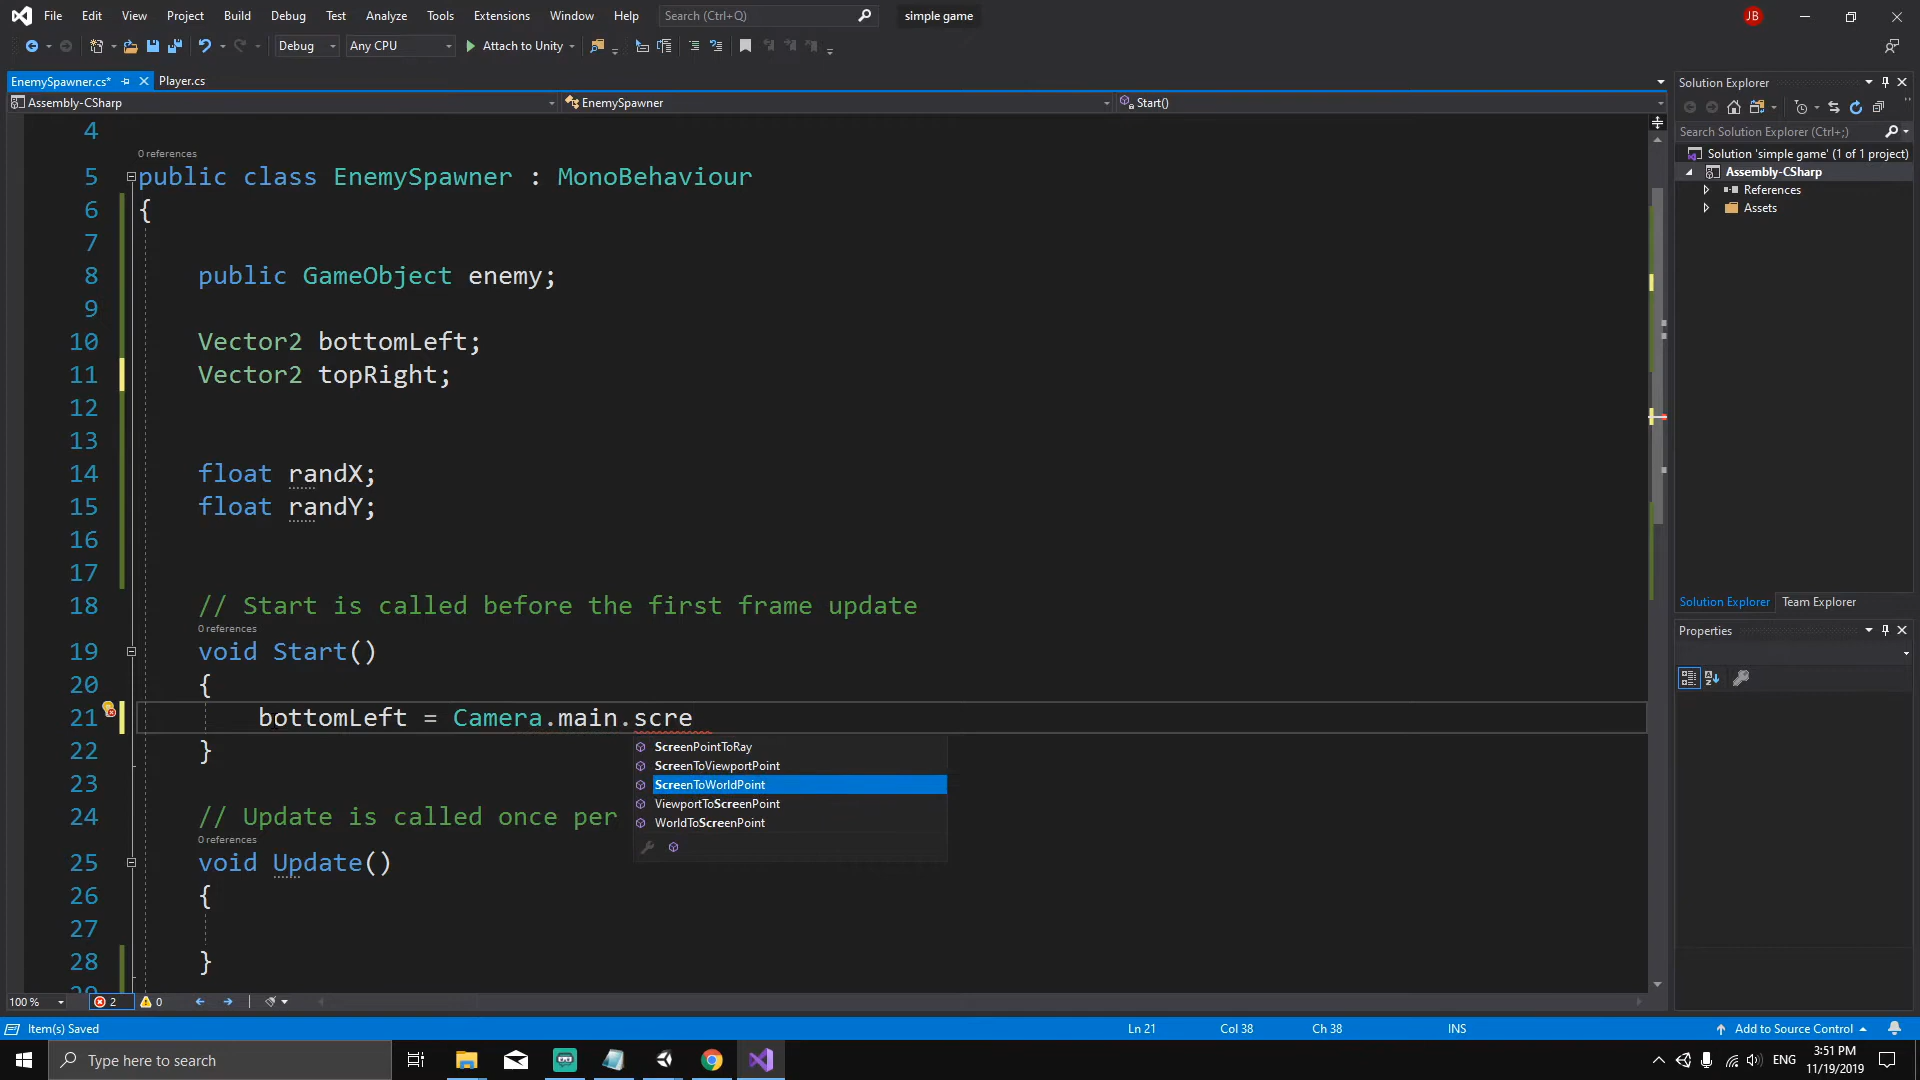 File Edit View Project Build Debug Test Analyze Tools Extensions Window Help Search (Ctrl+Q) simple game JB
Debug Any CPU Attach to Unity
EnemySpawner.cs* Player.cs
Assembly-CSharp EnemySpawner Start()
4
0 references
5 public class EnemySpawner : MonoBehaviour
6 {
7
8 public GameObject enemy;
9
10 Vector2 bottomLeft;
11 Vector2 topRight;
12
13
14 float randX;
15 float randY;
16
17
18 // Start is called before the first frame update
0 references
19 void Start()
20 {
21 bottomLeft = Camera.main.scre
22 }
23
24 // Update is called once per
0 references
25 void Update()
26 {
27
28 }
ScreenPointToRay
ScreenToViewportPoint
ScreenToWorldPoint
ViewportToScreenPoint
WorldToScreenPoint
Solution Explorer
Search Solution Explorer (Ctrl+;)
Solution 'simple game' (1 of 1 project)
Assembly-CSharp
References
Assets
Solution Explorer Team Explorer
Properties
100 % 2 0
Item(s) Saved Ln 21 Col 38 Ch 38 INS Add to Source Control
Type here to search ENG 3:51 PM
11/19/2019